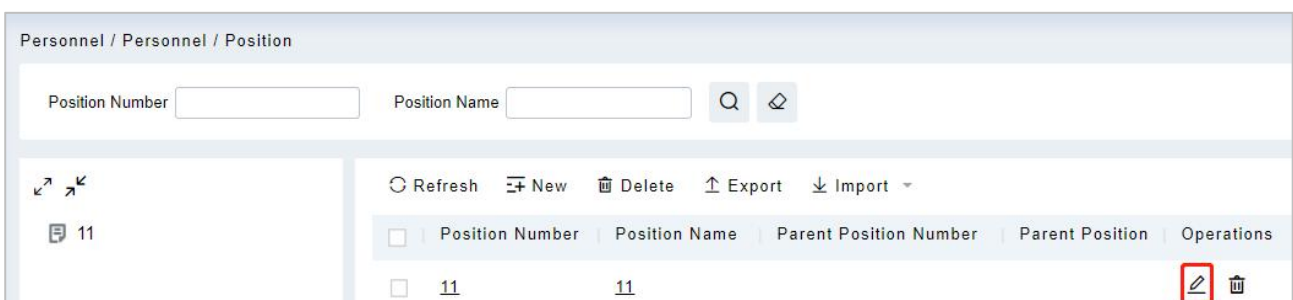 Personnel / Personnel / Position
Position Number Position Name
Refresh New Delete Export Import
11
Position Number Position Name Parent Position Number Parent Position Operations
11 11